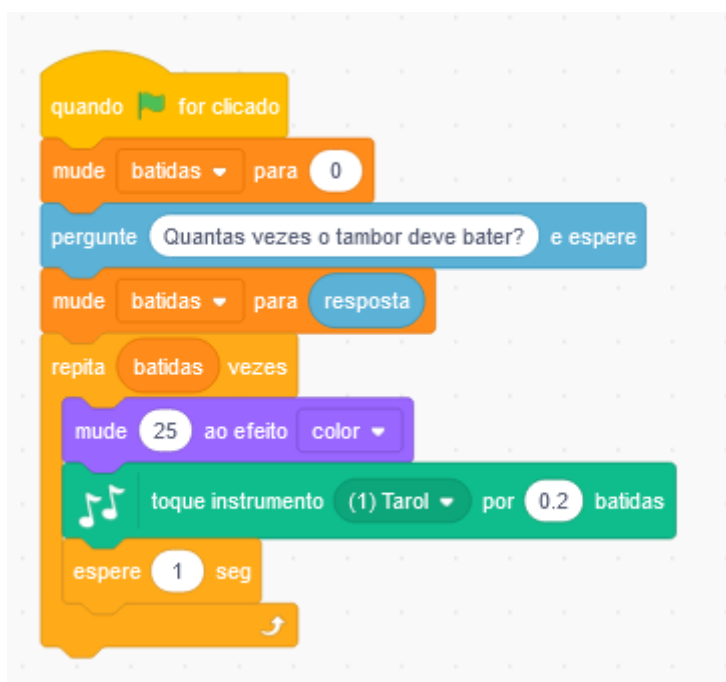 quando for clicado
mude batidas para 0
pergunte Quantas vezes o tambor deve bater? e espere
mude batidas para resposta
repita batidas vezes
mude 25 ao efeito color
toque instrumento (1) Tarol por 0.2 batidas
espere 1 seg